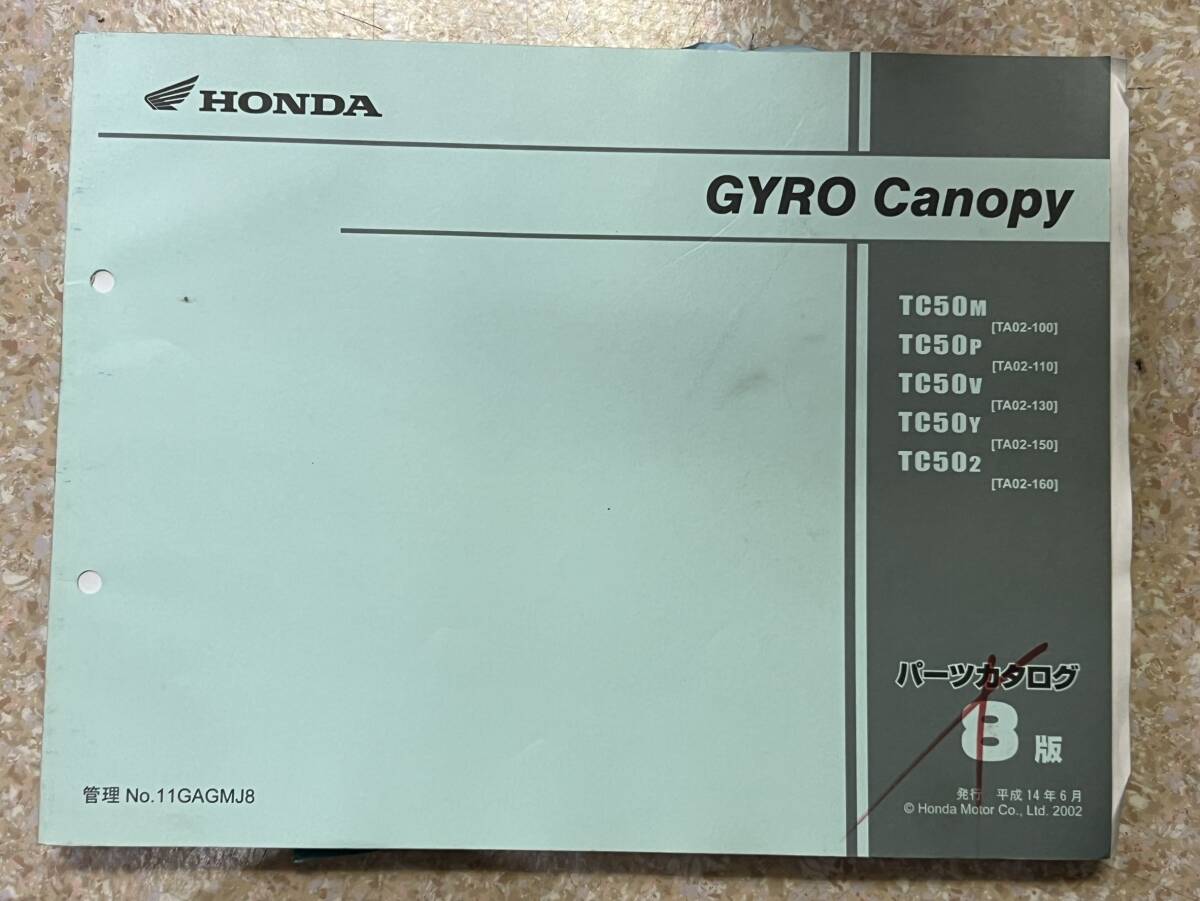 HONDA
GYRO Canopy
TC50M
[TA02-100]
TC50P
[TA02-110]
TC50V
[TA02-130]
TC50Y
[TA02-150]
TC502
[TA02-160]
パーツカタログ
8版
管理 No.11GAGMJ8
発行 平成14年6月
© Honda Motor Co., Ltd. 2002